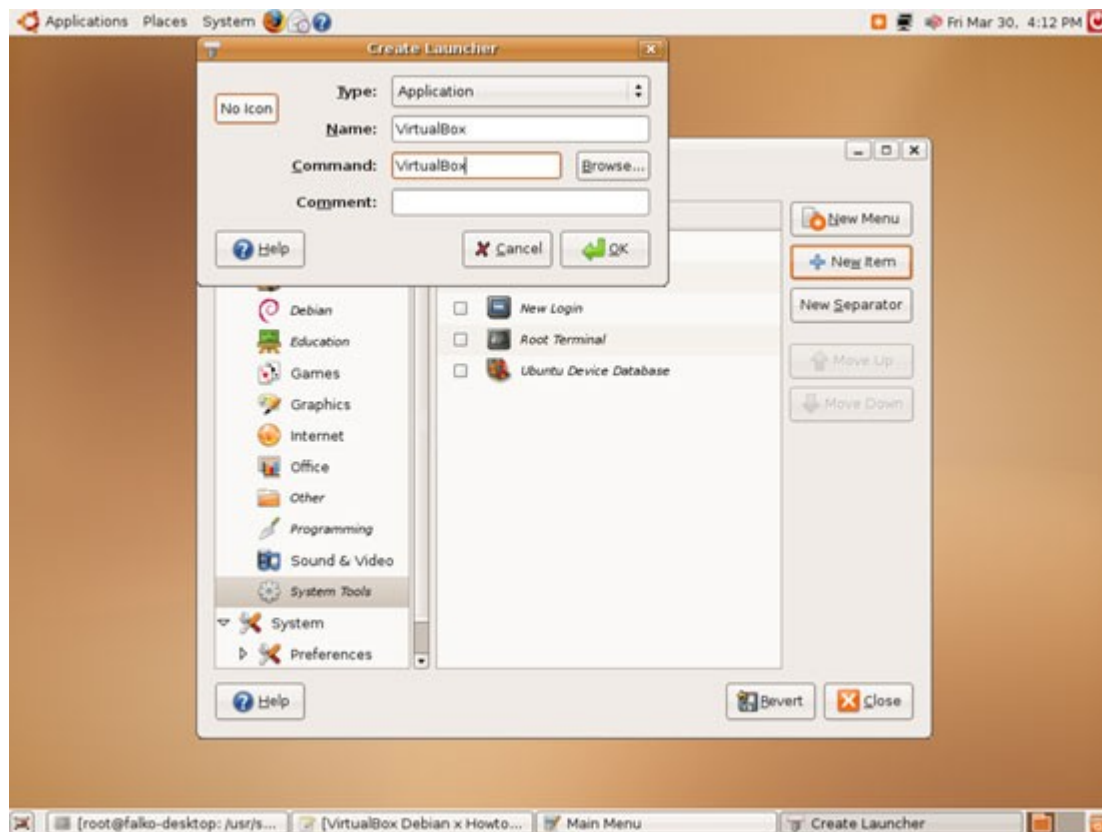 Applications Places System
Fri Mar 30, 4:12 PM
Create Launcher
No Icon
Type: Application
Name: VirtualBox
Command: VirtualBox Browse...
Comment:
Help Cancel OK
New Menu
New Item
New Separator
Move Up
Move Down
Debian
Education
Games
Graphics
Internet
Office
Other
Programming
Sound & Video
System Tools
System
Preferences
New Login
Root Terminal
Ubuntu Device Database
Help Revert Close
[root@falko-desktop: /usr/s... [VirtualBox Debian x Howto... Main Menu Create Launcher